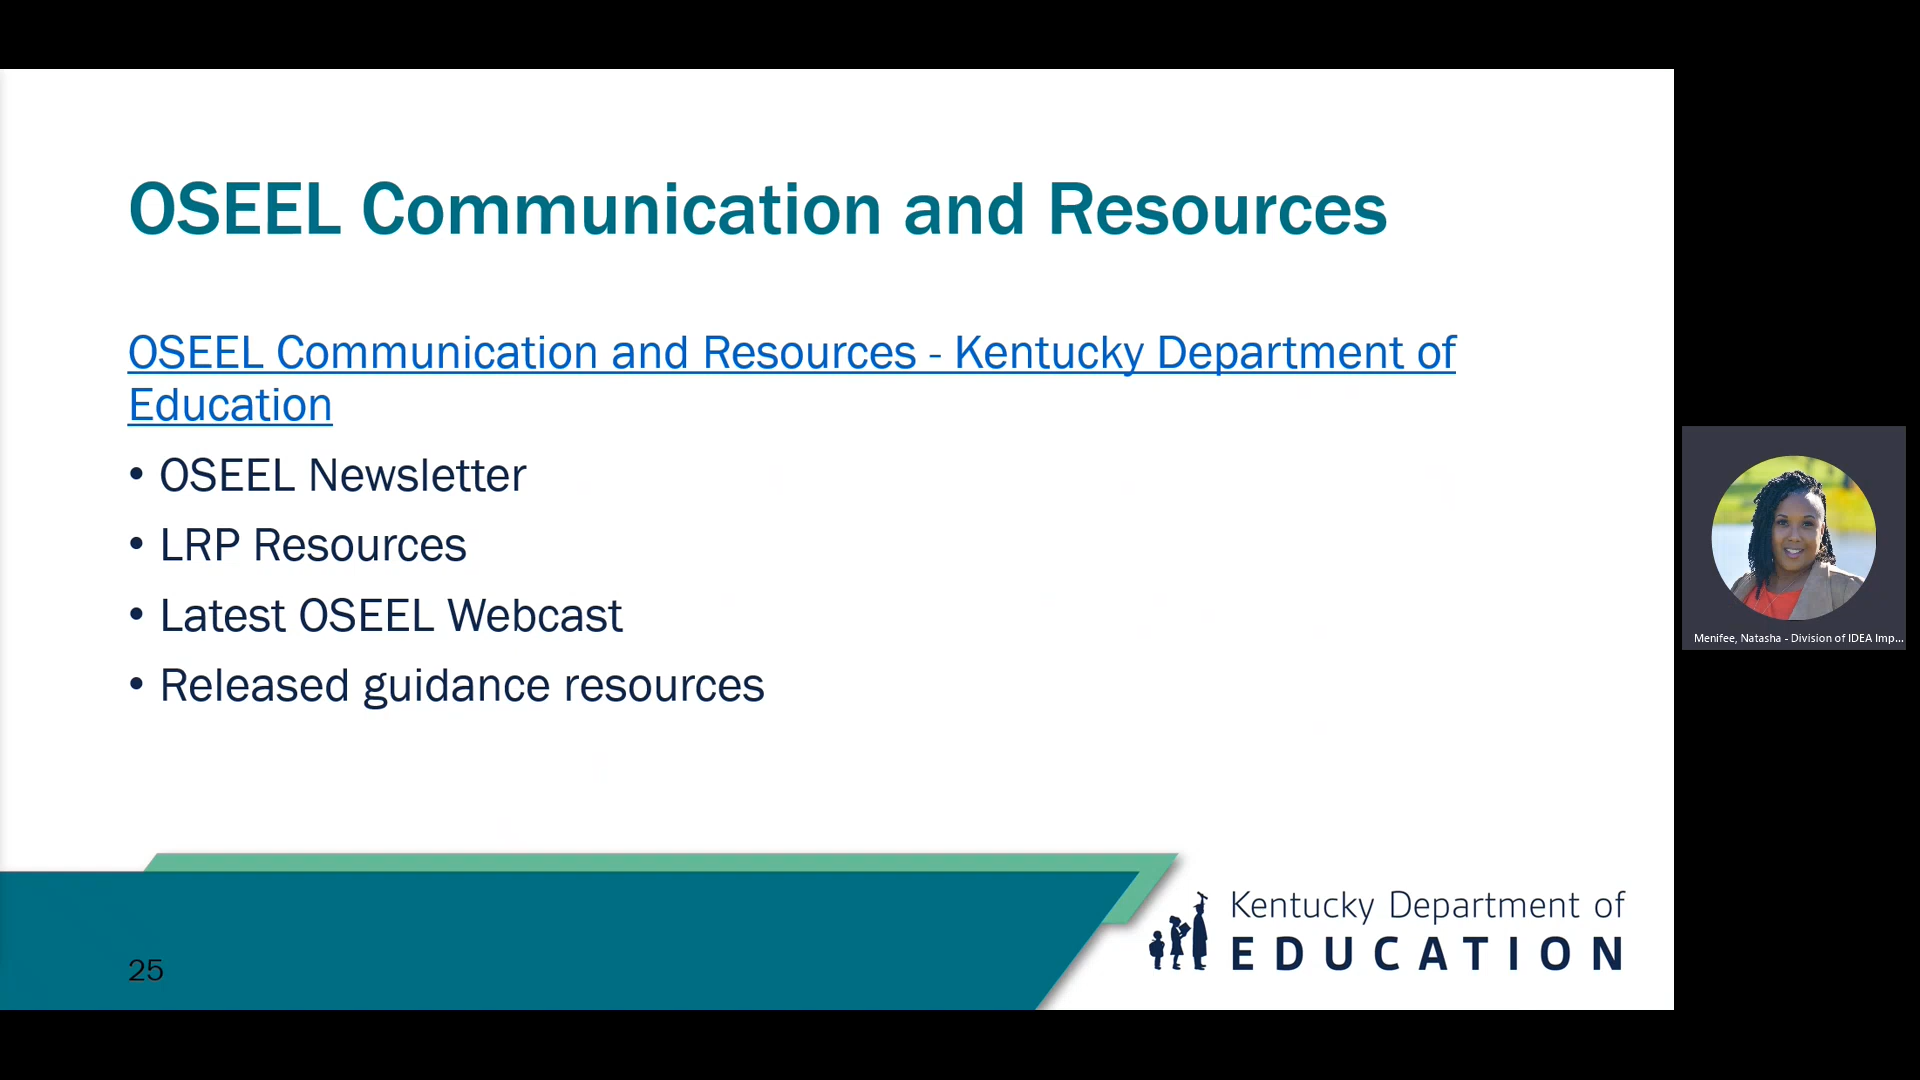 OSEEL Communication and Resources
OSEEL Communication and Resources - Kentucky Department of
Education
• OSEEL Newsletter
• LRP Resources
• Latest OSEEL Webcast
• Released guidance resources
25
Kentucky Department of
EDUCATION
Menifee, Natasha - Division of IDEA Imp...